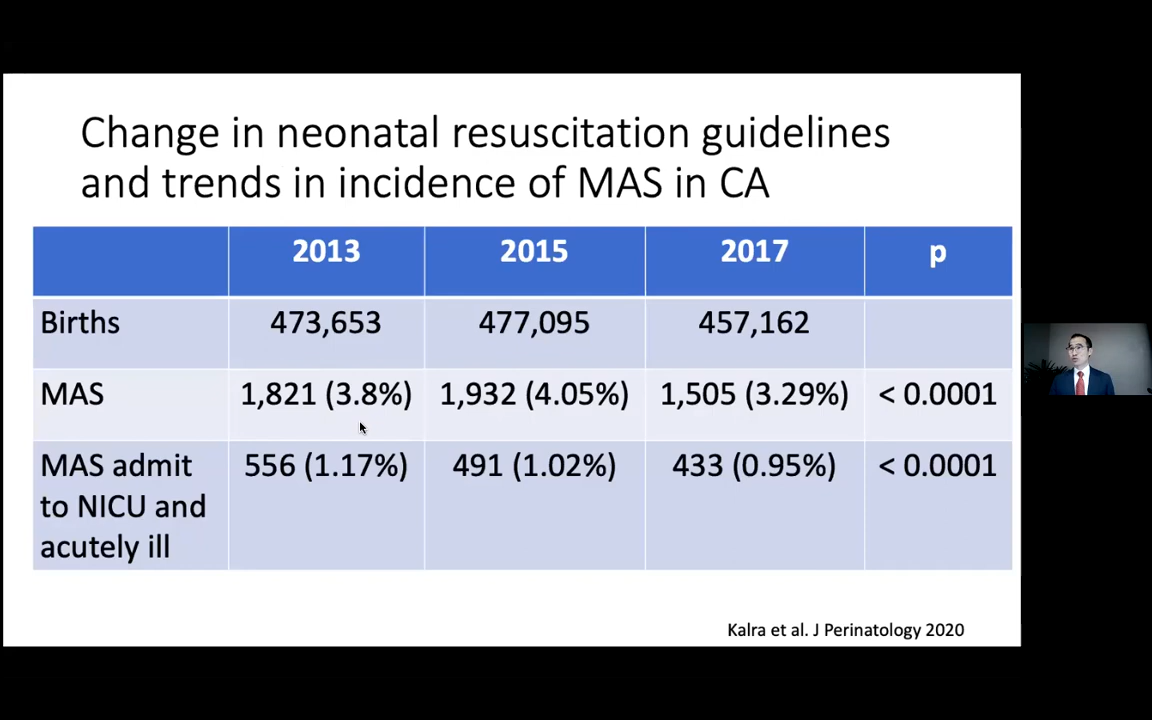 Change in neonatal resuscitation guidelines
and trends in incidence of MAS in CA
2013 2015 2017 p
Births 473,653 477,095 457,162
MAS 1,821 (3.8%) 1,932 (4.05%) 1,505 (3.29%) < 0.0001
MAS admit 556 (1.17%) 491 (1.02%) 433 (0.95%) < 0.0001
to NICU and
acutely ill
Kalra et al. J Perinatology 2020